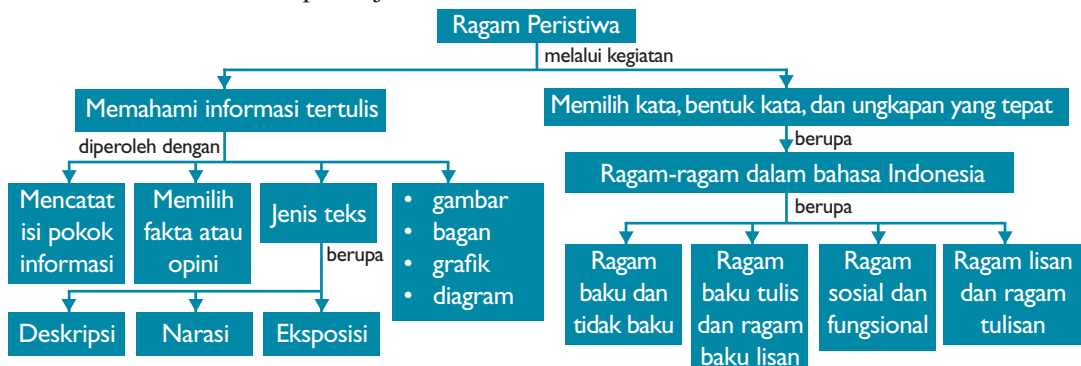 Ragam Peristiwa
melalui kegiatan
Memahami informasi tertulis
diperoleh dengan
Mencatat
isi pokok
informasi
Memilih
fakta atau
opini
Jenis teks
berupa
• gambar
• bagan
• grafik
• diagram
Deskripsi
Narasi
Eksposisi
Memilih kata, bentuk kata, dan ungkapan yang tepat
berupa
Ragam-ragam dalam bahasa Indonesia
berupa
Ragam
baku dan
tidak baku
Ragam
baku tulis
dan ragam
baku lisan
Ragam
sosial dan
fungsional
Ragam lisan
dan ragam
tulisan